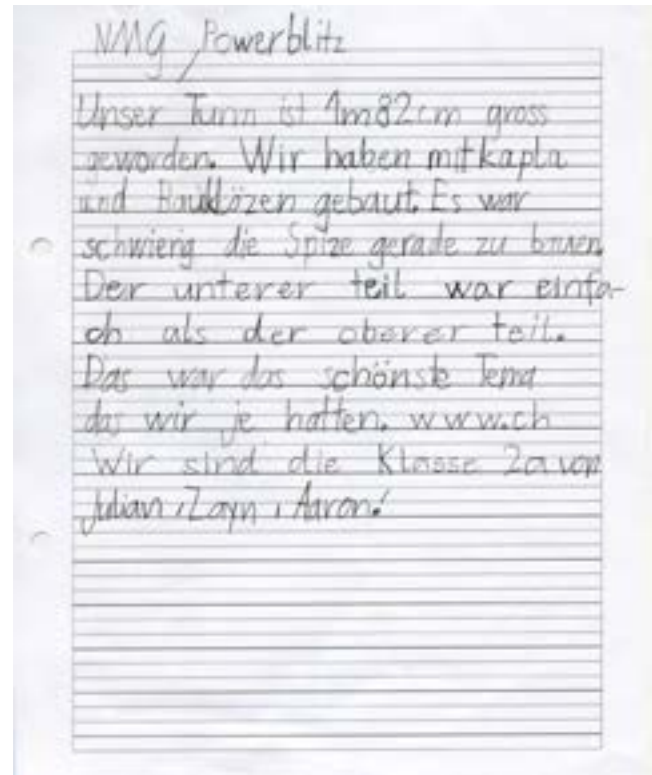 NMG Powerblitz
Unser Turm ist 1m82cm gross
geworden. Wir haben mitkapla
und Bauklözen gebaut. Es war
schwierig die Spize gerade zu bauen.
Der unterer teil war einfa-
ch als der oberer teil.
Das war das schönste Tema
das wir je hatten. www.ch
Wir sind die Klasse 2a von
Julian, Zayn, Aaron!